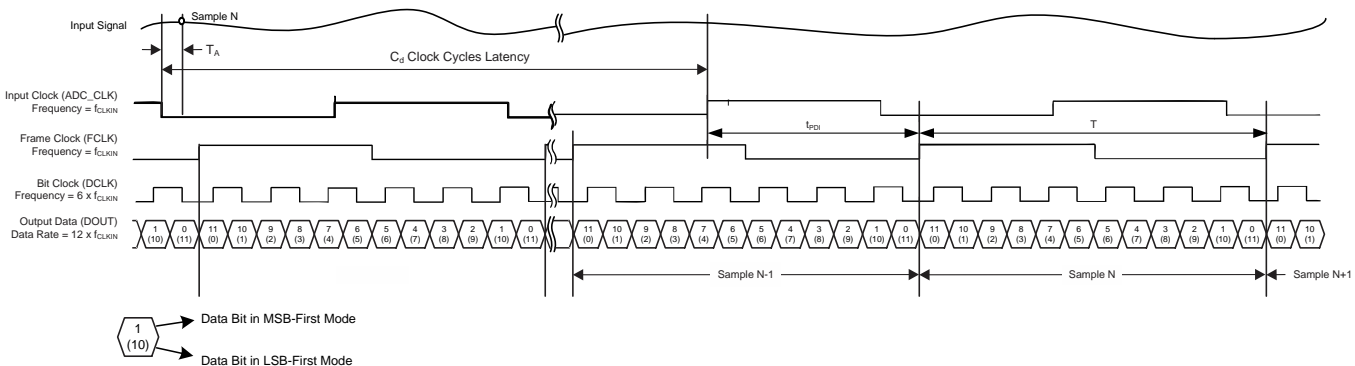 Input Signal
Sample N
T_A
C_d Clock Cycles Latency
Input Clock (ADC_CLK)
Frequency = f_CLKIN
t_PDI
T
Frame Clock (FCLK)
Frequency = f_CLKIN
Bit Clock (DCLK)
Frequency = 6 x f_CLKIN
Output Data (DOUT)
Data Rate = 12 x f_CLKIN
1 0 11 10 9 8 7 6 5 4 3 2 1 0 11 10 9 8 7 6 5 4 3 2 1 0 11 10 9 8 7 6 5 4 3 2 1 0 11 10
(10) (11) (0) (1) (2) (3) (4) (5) (6) (7) (8) (9) (10) (11) (0) (1) (2) (3) (4) (5) (6) (7) (8) (9) (10) (11) (0) (1) (2) (3) (4) (5) (6) (7) (8) (9) (10) (11) (0) (1)
Sample N-1
Sample N
Sample N+1
1
(10)
Data Bit in MSB-First Mode
Data Bit in LSB-First Mode